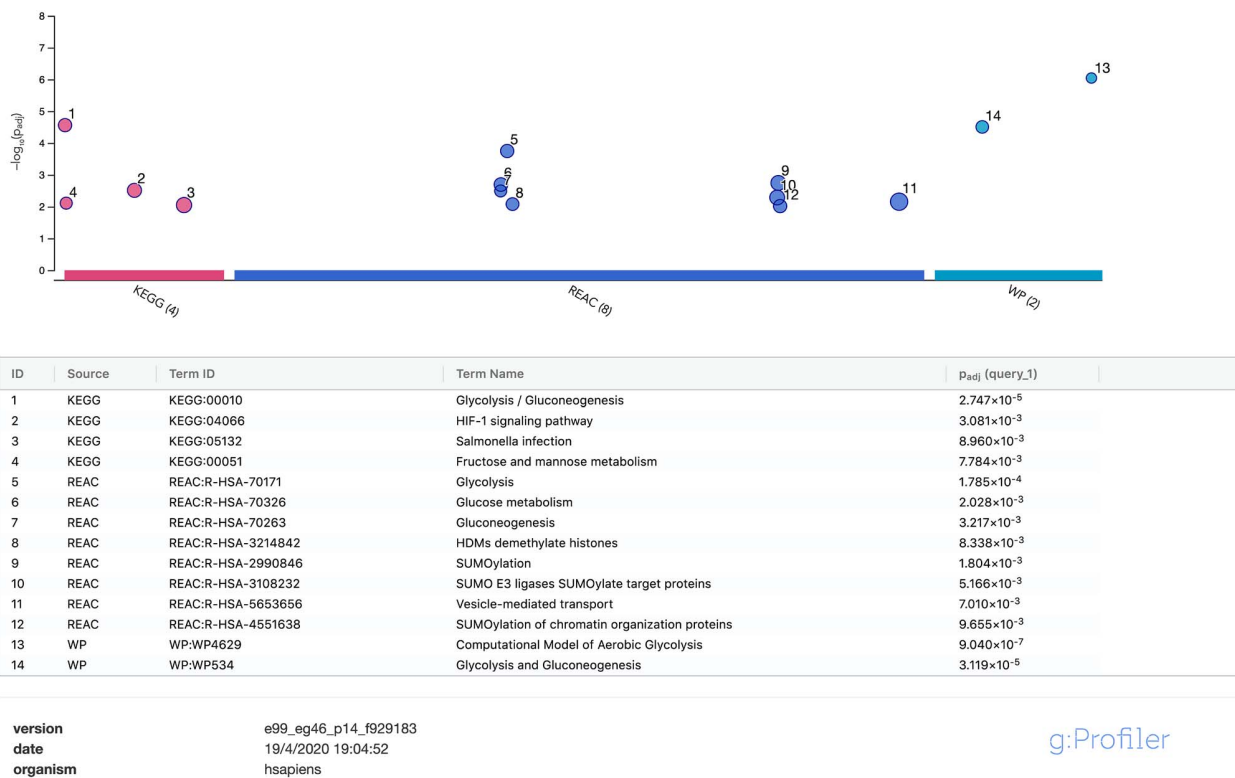 8
7
6
5
4
3
2
1
0
−log₁₀(padj)
1
4
2
3
5
6
7
8
9
10
12
11
14
13
KEGG (4)
REAC (8)
WP (2)
ID Source Term ID Term Name padj (query_1)
1 KEGG KEGG:00010 Glycolysis / Gluconeogenesis 2.747×10⁻⁵
2 KEGG KEGG:04066 HIF-1 signaling pathway 3.081×10⁻³
3 KEGG KEGG:05132 Salmonella infection 8.960×10⁻³
4 KEGG KEGG:00051 Fructose and mannose metabolism 7.784×10⁻³
5 REAC REAC:R-HSA-70171 Glycolysis 1.785×10⁻⁴
6 REAC REAC:R-HSA-70326 Glucose metabolism 2.028×10⁻³
7 REAC REAC:R-HSA-70263 Gluconeogenesis 3.217×10⁻³
8 REAC REAC:R-HSA-3214842 HDMs demethylate histones 8.338×10⁻³
9 REAC REAC:R-HSA-2990846 SUMOylation 1.804×10⁻³
10 REAC REAC:R-HSA-3108232 SUMO E3 ligases SUMOylate target proteins 5.166×10⁻³
11 REAC REAC:R-HSA-5653656 Vesicle-mediated transport 7.010×10⁻³
12 REAC REAC:R-HSA-4551638 SUMOylation of chromatin organization proteins 9.655×10⁻³
13 WP WP:WP4629 Computational Model of Aerobic Glycolysis 9.040×10⁻⁷
14 WP WP:WP534 Glycolysis and Gluconeogenesis 3.119×10⁻⁵
version e99_eg46_p14_f929183
date 19/4/2020 19:04:52
organism hsapiens
g:Profiler